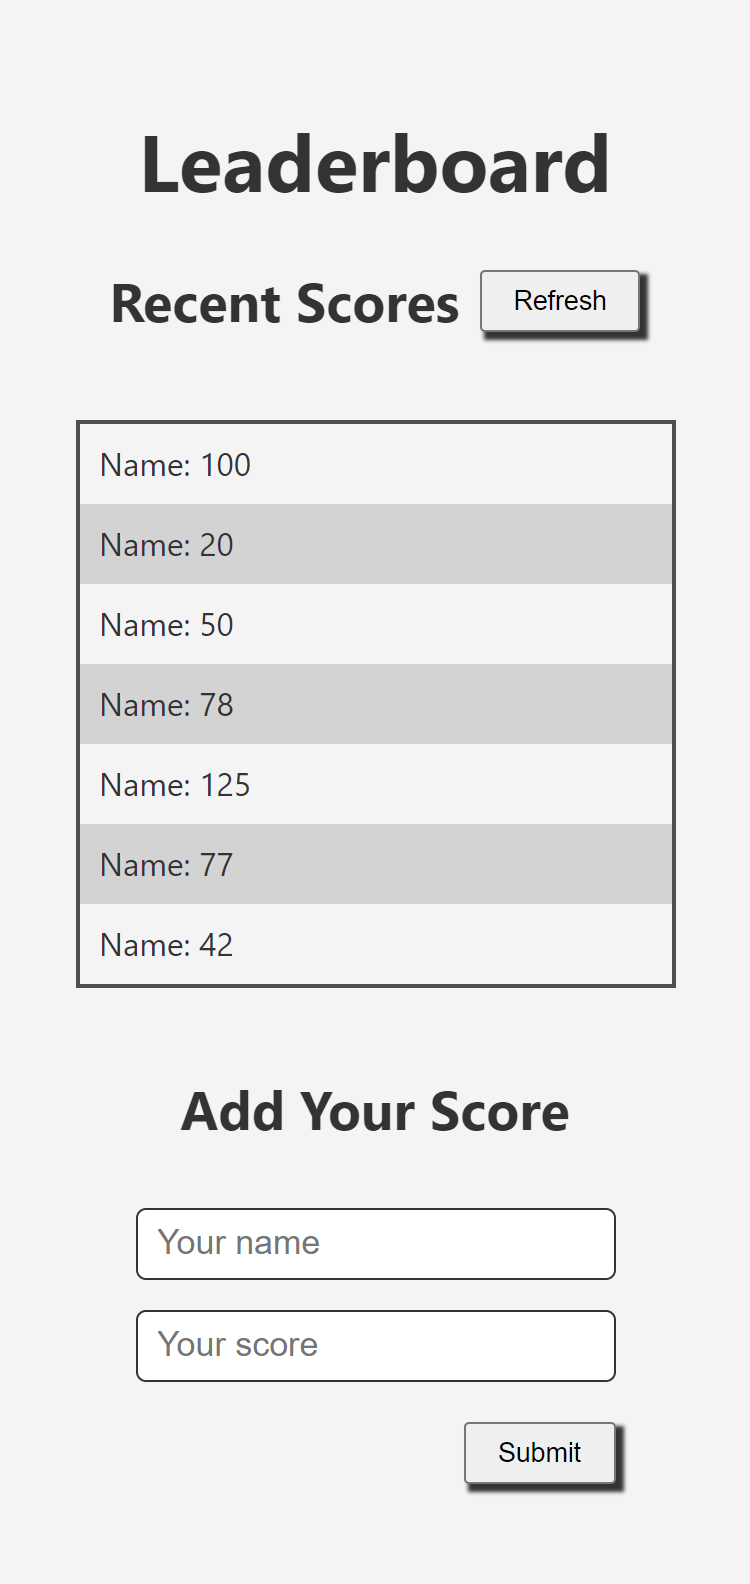 Leaderboard
Recent Scores Refresh
Name: 100
Name: 20
Name: 50
Name: 78
Name: 125
Name: 77
Name: 42
Add Your Score
Your name
Your score
Submit